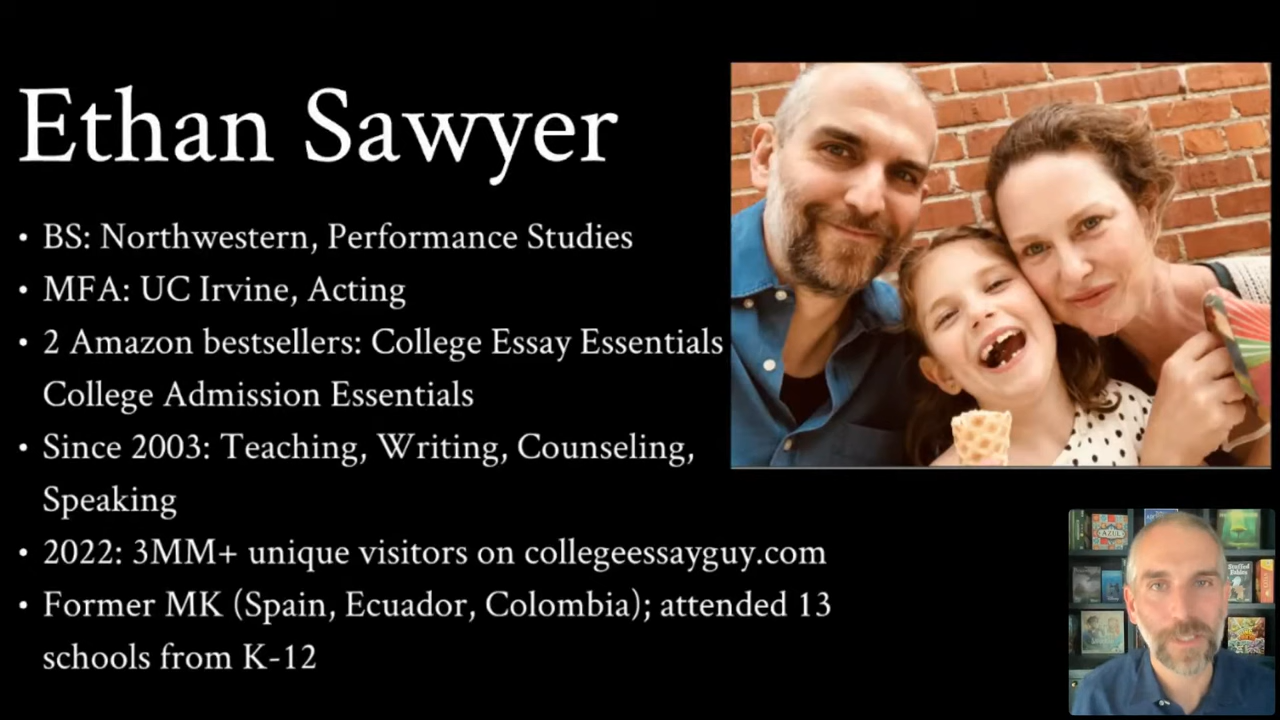 Ethan Sawyer
• BS: Northwestern, Performance Studies
• MFA: UC Irvine, Acting
• 2 Amazon bestsellers: College Essay Essentials
College Admission Essentials
• Since 2003: Teaching, Writing, Counseling,
Speaking
• 2022: 3MM+ unique visitors on collegeessayguy.com
• Former MK (Spain, Ecuador, Colombia); attended 13
schools from K-12
AZUL